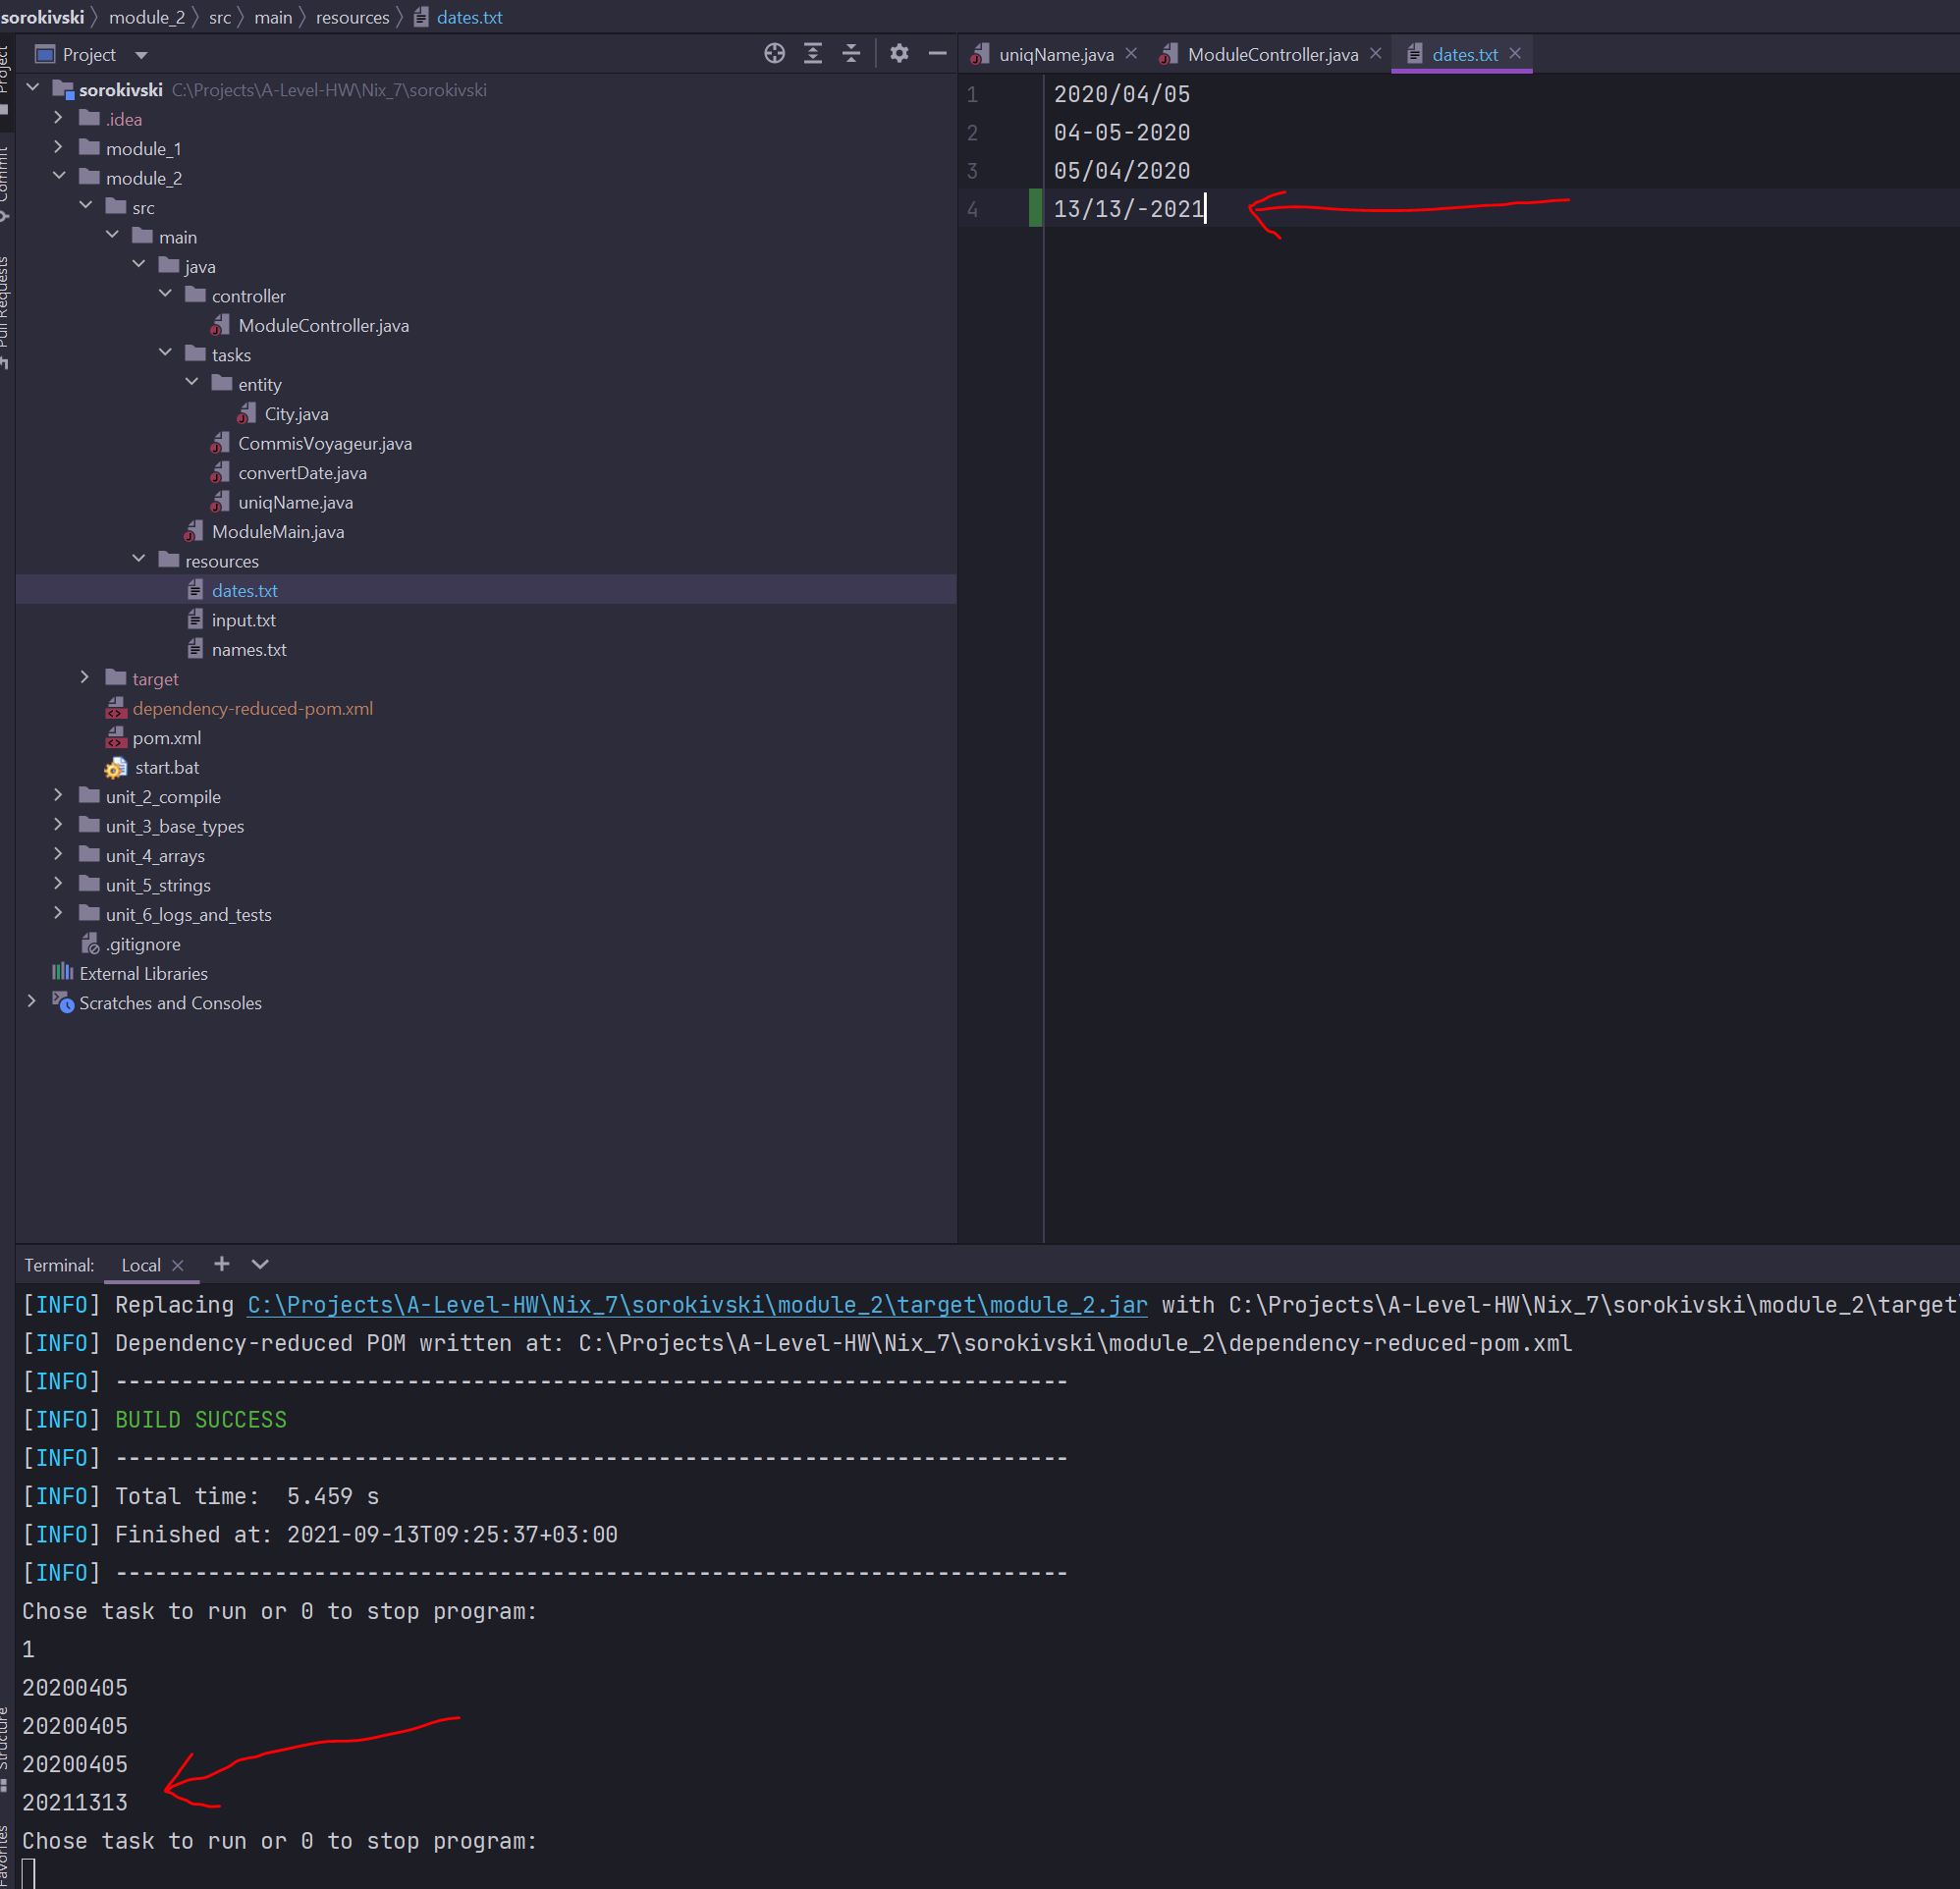 sorokivski module_2 src main resources dates.txt
Project
Project
Commit
Pull Requests
sorokivski C:\Projects\A-Level-HW\Nix_7\sorokivski
.idea
module_1
module_2
src
main
java
controller
ModuleController.java
tasks
entity
City.java
CommisVoyageur.java
convertDate.java
uniqName.java
ModuleMain.java
resources
dates.txt
input.txt
names.txt
target
dependency-reduced-pom.xml
pom.xml
start.bat
unit_2_compile
unit_3_base_types
unit_4_arrays
unit_5_strings
unit_6_logs_and_tests
.gitignore
External Libraries
Scratches and Consoles
uniqName.java ModuleController.java dates.txt
1 2020/04/05
2 04-05-2020
3 05/04/2020
4 13/13/-2021
Terminal: Local
[INFO] Replacing C:\Projects\A-Level-HW\Nix_7\sorokivski\module_2\target\module_2.jar with C:\Projects\A-Level-HW\Nix_7\sorokivski\module_2\target\
[INFO] Dependency-reduced POM written at: C:\Projects\A-Level-HW\Nix_7\sorokivski\module_2\dependency-reduced-pom.xml
[INFO] ------------------------------------------------------------------------
[INFO] BUILD SUCCESS
[INFO] ------------------------------------------------------------------------
[INFO] Total time:  5.459 s
[INFO] Finished at: 2021-09-13T09:25:37+03:00
[INFO] ------------------------------------------------------------------------
Chose task to run or 0 to stop program:
1
20200405
20200405
20200405
20211313
Chose task to run or 0 to stop program:
Structure
Favorites